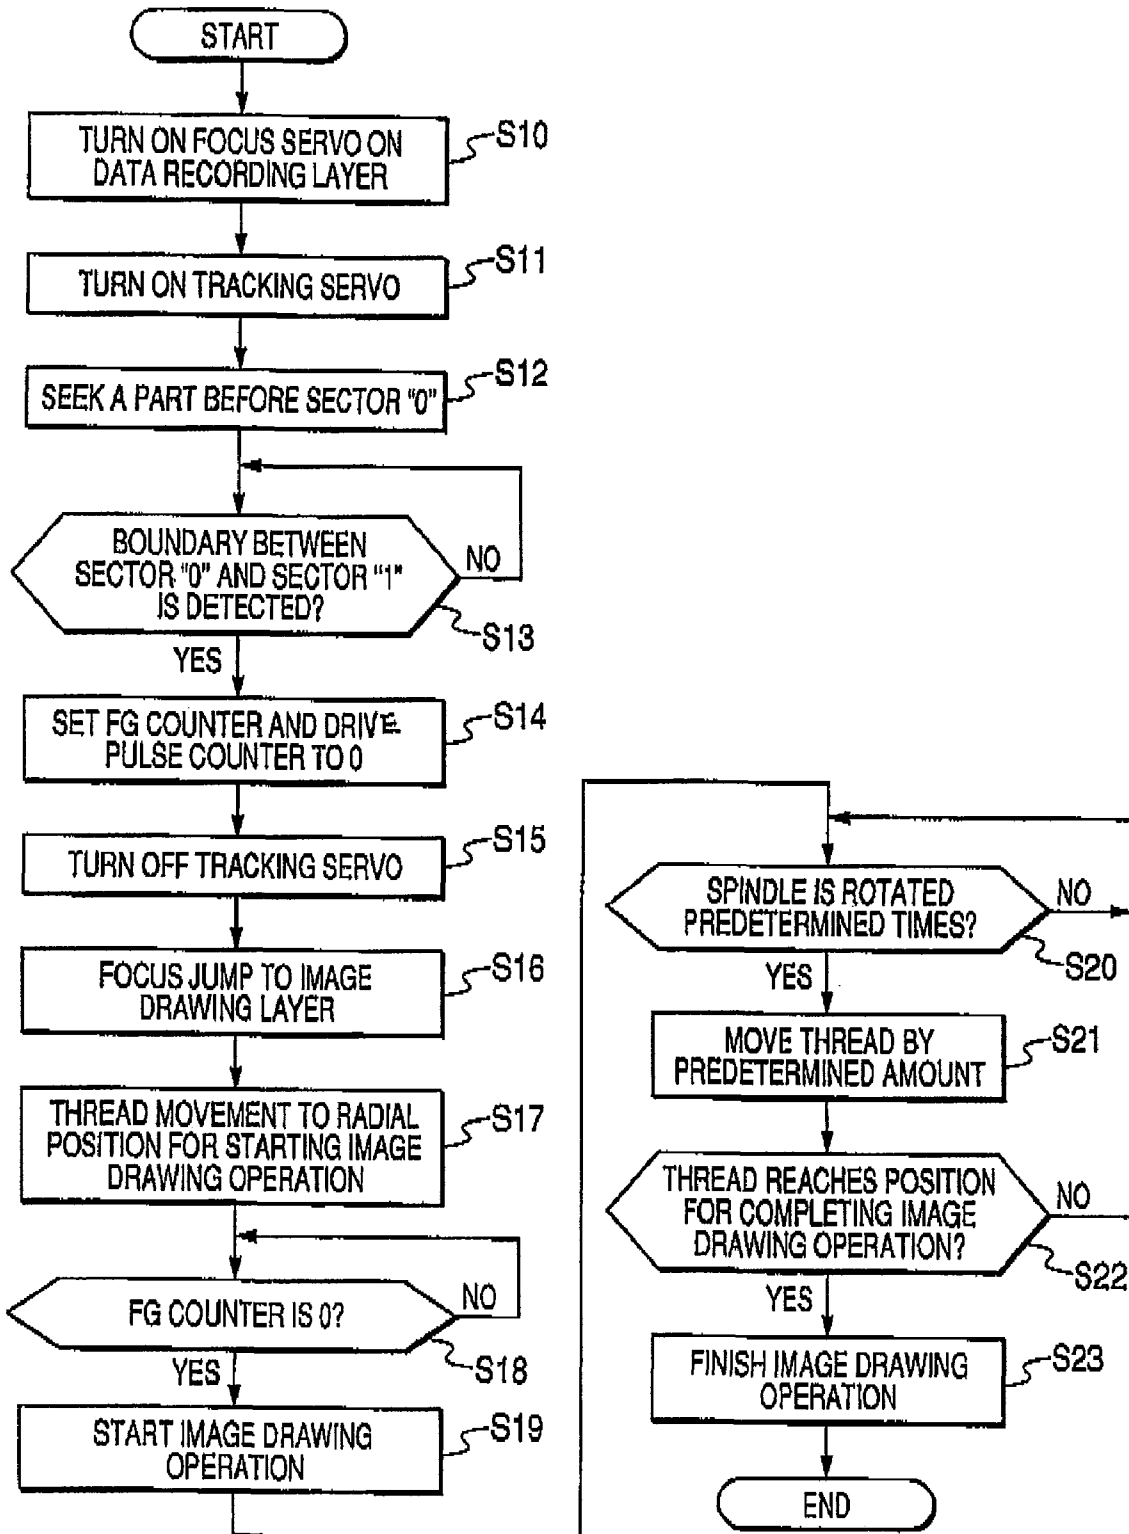 START
TURN ON FOCUS SERVO ON
DATA RECORDING LAYER
S10
TURN ON TRACKING SERVO
S11
SEEK A PART BEFORE SECTOR "0"
S12
BOUNDARY BETWEEN
SECTOR "0" AND SECTOR "1"
IS DETECTED?
NO
S13
YES
SET FG COUNTER AND DRIVE
PULSE COUNTER TO 0
S14
TURN OFF TRACKING SERVO
S15
FOCUS JUMP TO IMAGE
DRAWING LAYER
S16
THREAD MOVEMENT TO RADIAL
POSITION FOR STARTING IMAGE
DRAWING OPERATION
S17
FG COUNTER IS 0?
NO
S18
YES
START IMAGE DRAWING
OPERATION
S19
SPINDLE IS ROTATED
PREDETERMINED TIMES?
NO
S20
YES
MOVE THREAD BY
PREDETERMINED AMOUNT
S21
THREAD REACHES POSITION
FOR COMPLETING IMAGE
DRAWING OPERATION?
NO
S22
YES
FINISH IMAGE DRAWING
OPERATION
S23
END